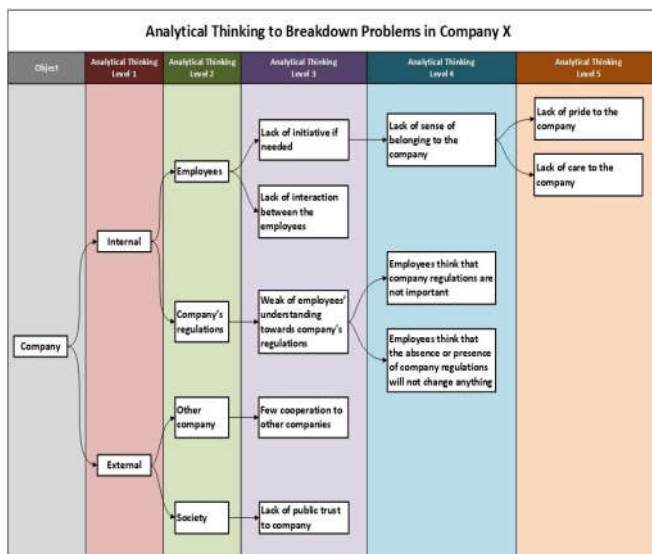 Analytical Thinking to Breakdown Problems in Company X
Object
Analytical Thinking
Level 1
Analytical Thinking
Level 2
Analytical Thinking
Level 3
Analytical Thinking
Level 4
Analytical Thinking
Level 5
Company
Internal
External
Employees
Company's
regulations
Other
company
Society
Lack of initiative if
needed
Lack of interaction
between the
employees
Weak of employees'
understanding
towards company's
regulations
Few cooperation to
other companies
Lack of public trust
to company
Lack of sense of
belonging to the
company
Employees think that
company regulations are
not important
Employees think that
the absence or presence
of company regulations
will not change anything
Lack of pride to the
company
Lack of care to the
company